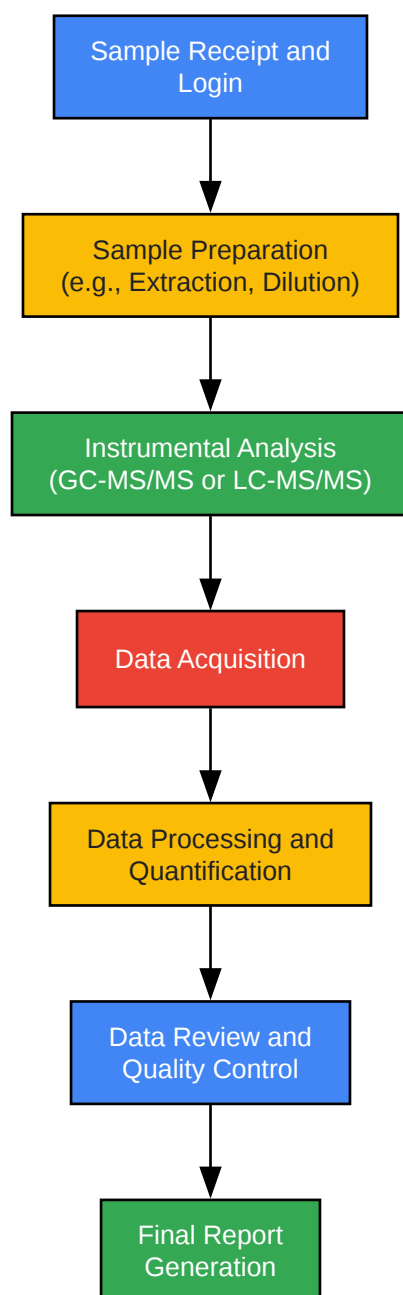 Sample Receipt and
Login
Sample Preparation
(e.g., Extraction, Dilution)
Instrumental Analysis
(GC-MS/MS or LC-MS/MS)
Data Acquisition
Data Processing and
Quantification
Data Review and
Quality Control
Final Report
Generation